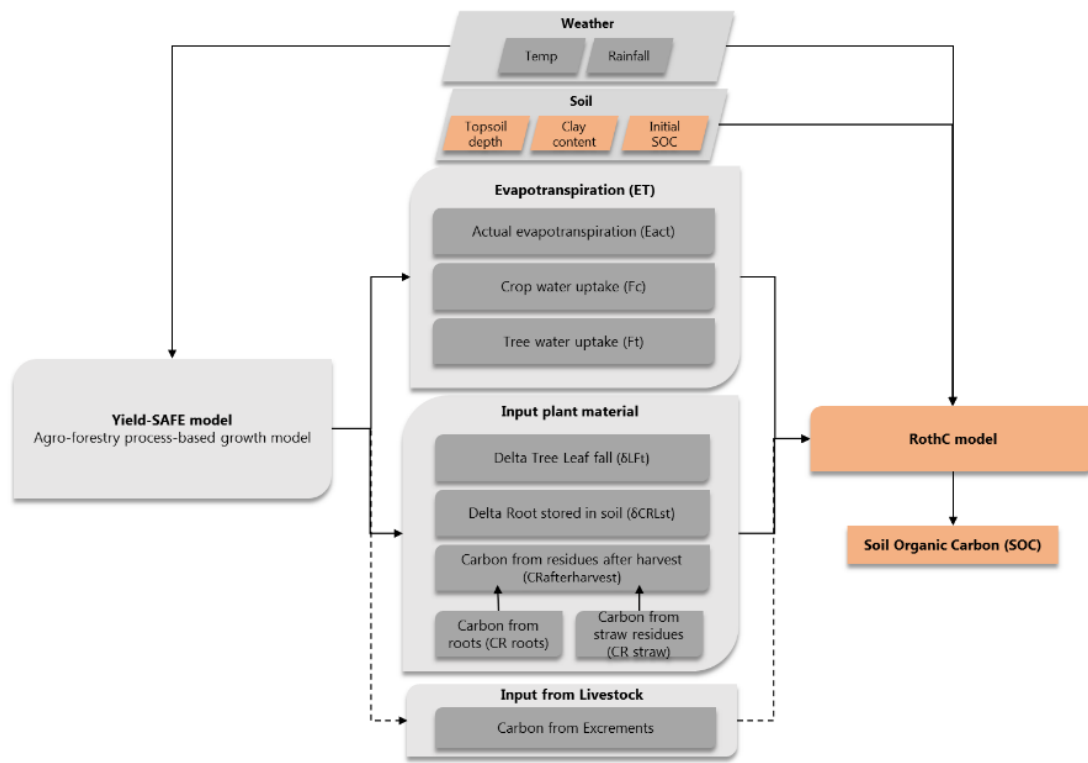 Weather
Temp
Rainfall
Soil
Topsoil
depth
Clay
content
Initial
SOC
Evapotranspiration (ET)
Actual evapotranspiration (Eact)
Crop water uptake (Fc)
Tree water uptake (Ft)
Yield-SAFE model
Agro-forestry process-based growth model
Input plant material
Delta Tree Leaf fall (δLFt)
Delta Root stored in soil (δCRLst)
Carbon from residues after harvest
(CRafterharvest)
Carbon from
roots (CR roots)
Carbon from
straw residues
(CR straw)
RothC model
Soil Organic Carbon (SOC)
Input from Livestock
Carbon from Excrements